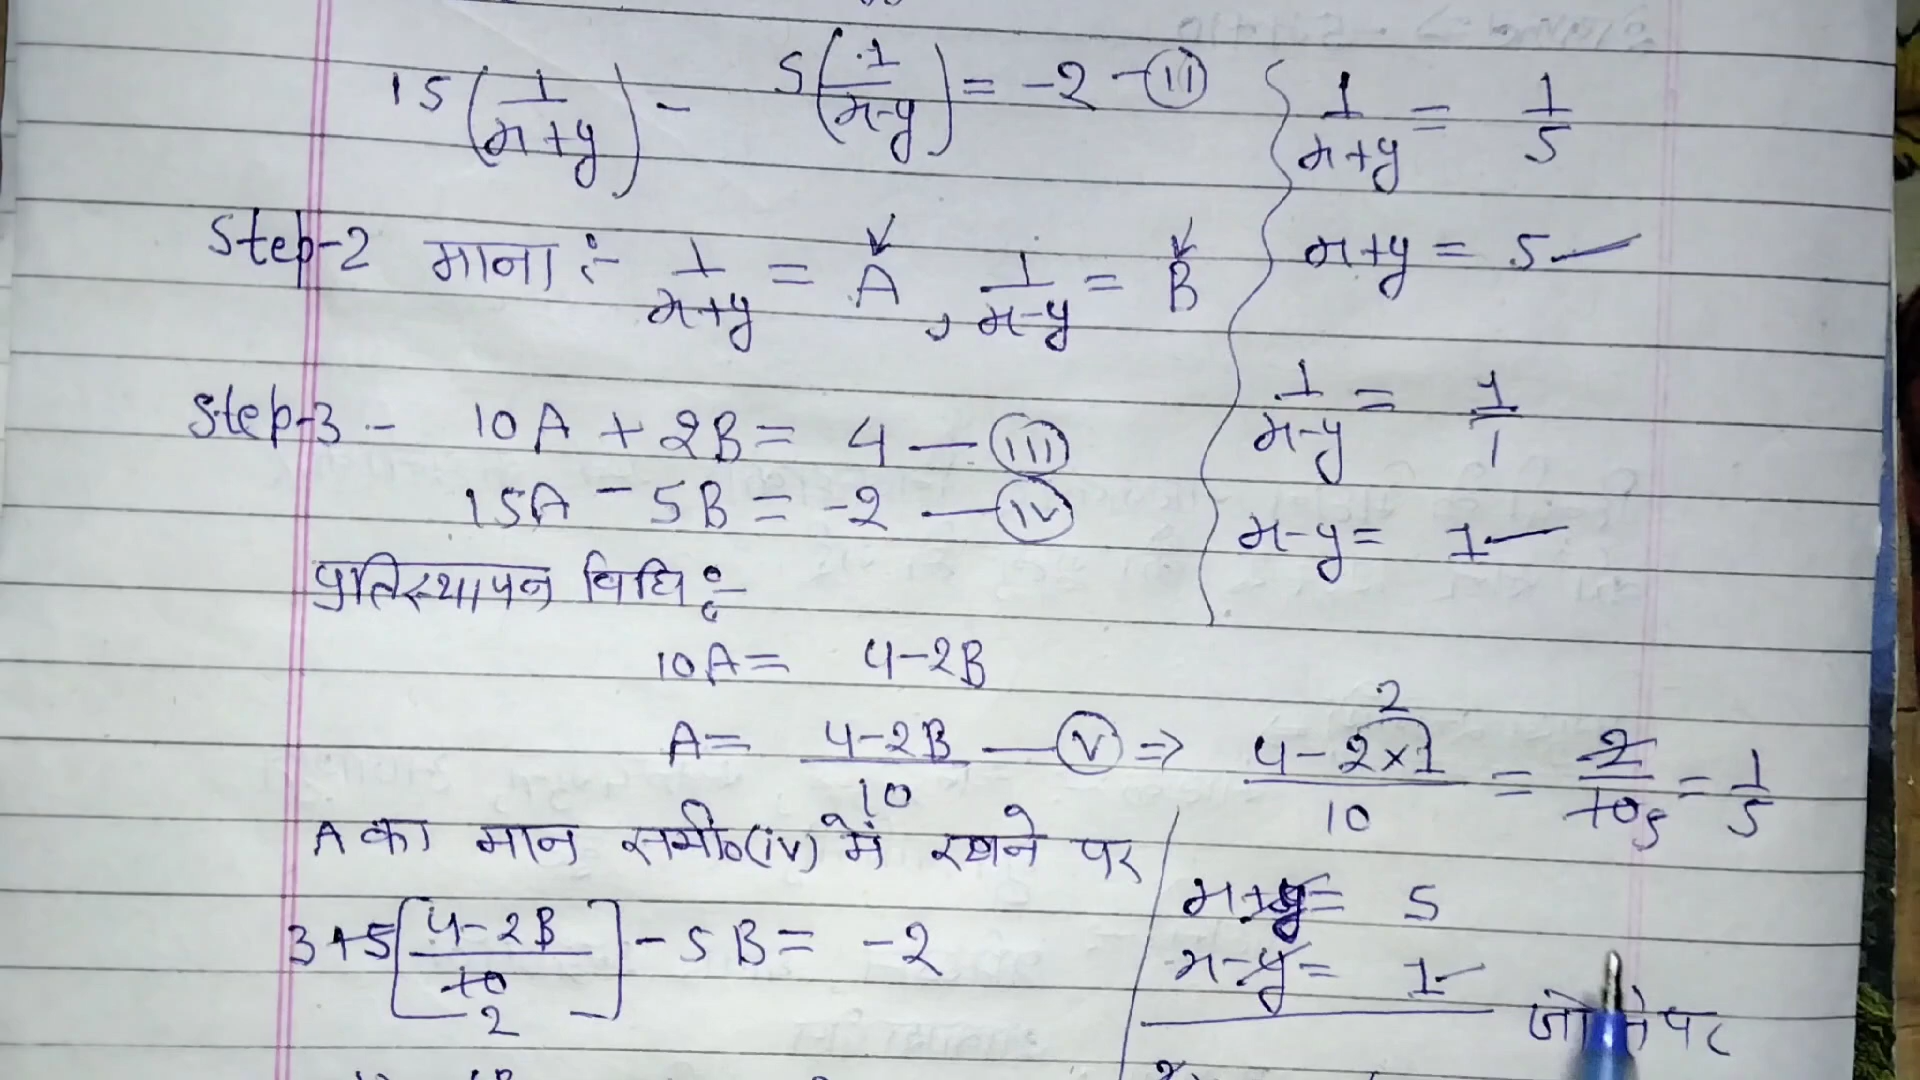 15(1/(x+y)) - 5(1/(x-y)) = -2 — (II)
Step-2 माना :- 1/(x+y) = A , 1/(x-y) = B
Step-3 - 10A + 2B = 4 — (III)
15A - 5B = -2 — (IV)
प्रतिस्थापन विधि :-
10A = 4-2B
A = (4-2B)/10 — (V) => (4-2×1)/10 = 2/10 = 1/5
2
5
A का मान समी०(iv) में रखने पर
3 15[(4-2B)/10] - 5B = -2
2
1/(x+y) = 1/5
x+y = 5
1/(x-y) = 1/1
x-y = 1
x+y = 5
x-y = 1